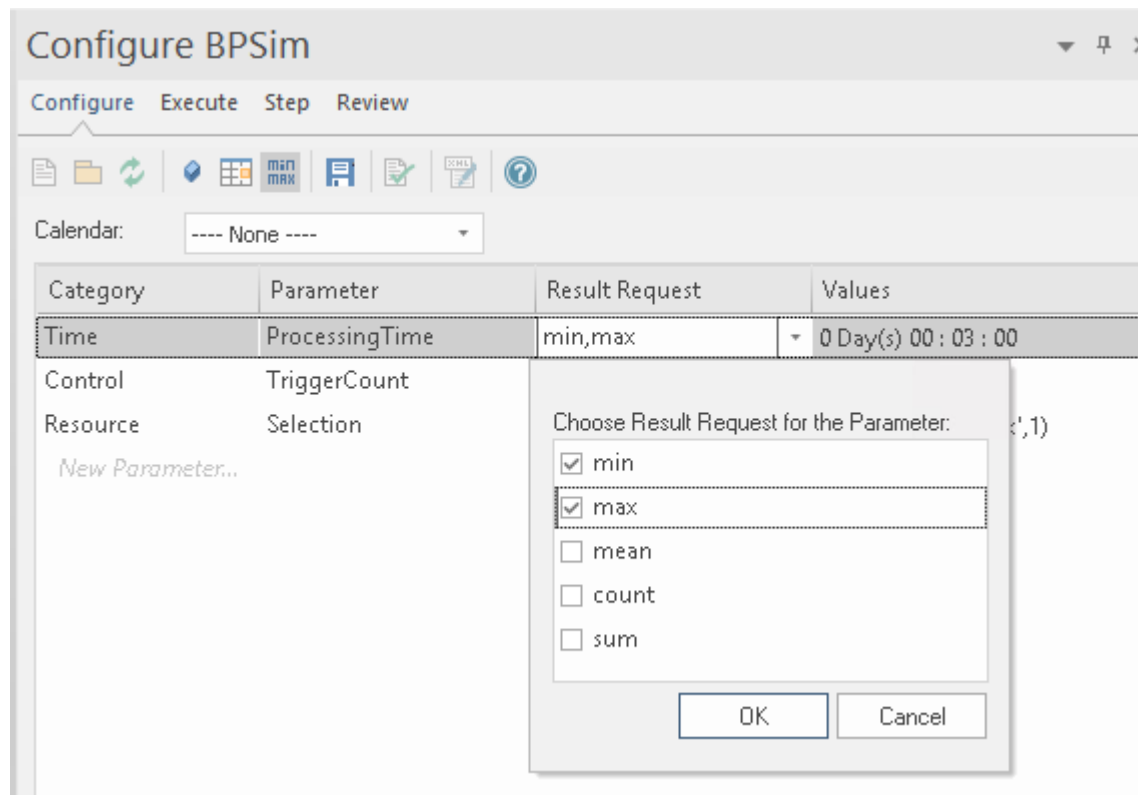 Configure BPSim
Configure Execute Step Review
min
max
XML
?
Calendar: ---- None ----
Category Parameter Result Request Values
Time ProcessingTime min,max 0 Day(s) 00 : 03 : 00
Control TriggerCount
Resource Selection ',1)
New Parameter...
Choose Result Request for the Parameter:
min
max
mean
count
sum
OK Cancel